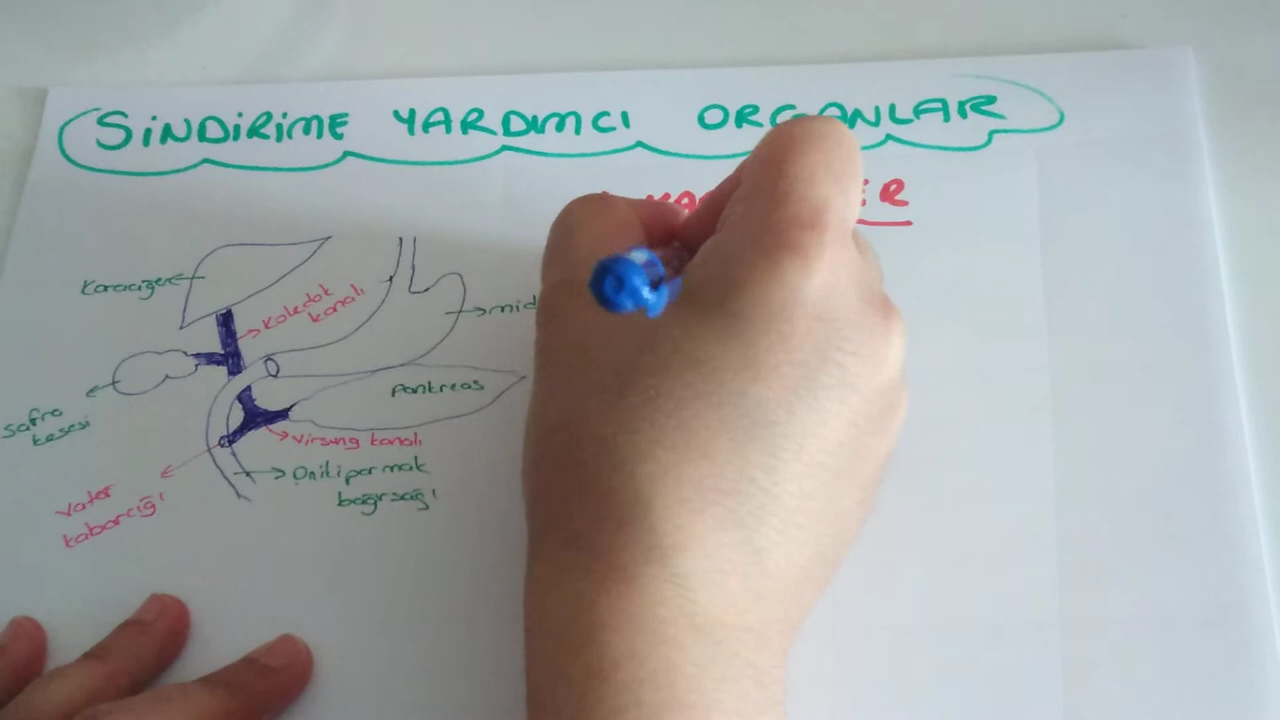 SİNDİRİME YARDIMCI ORGANLAR
Karaciğer
Koledok
kanalı
Pankreas
safra
kesesi
Virsung kanalı
Onikiparmak
bağırsağı
vater
kabarcığı